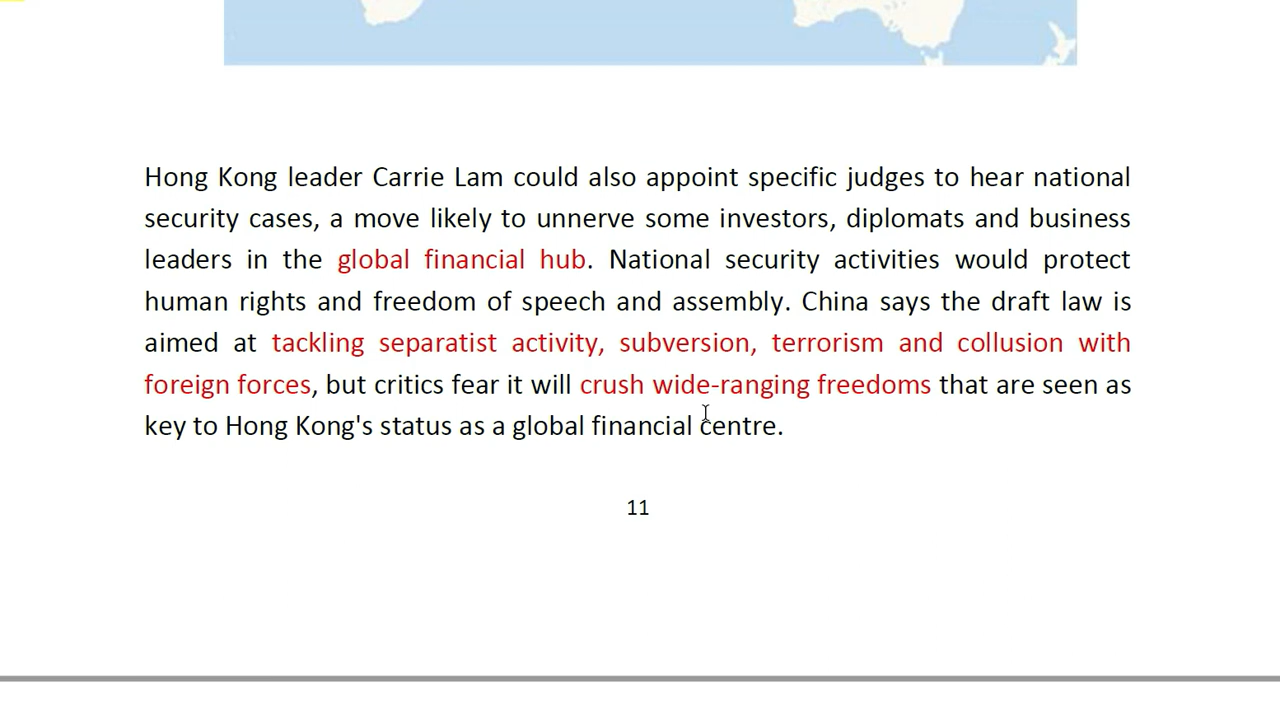 Hong Kong leader Carrie Lam could also appoint specific judges to hear national
security cases, a move likely to unnerve some investors, diplomats and business
leaders in the global financial hub. National security activities would protect
human rights and freedom of speech and assembly. China says the draft law is
aimed at tackling separatist activity, subversion, terrorism and collusion with
foreign forces, but critics fear it will crush wide-ranging freedoms that are seen as
key to Hong Kong's status as a global financial centre.
11